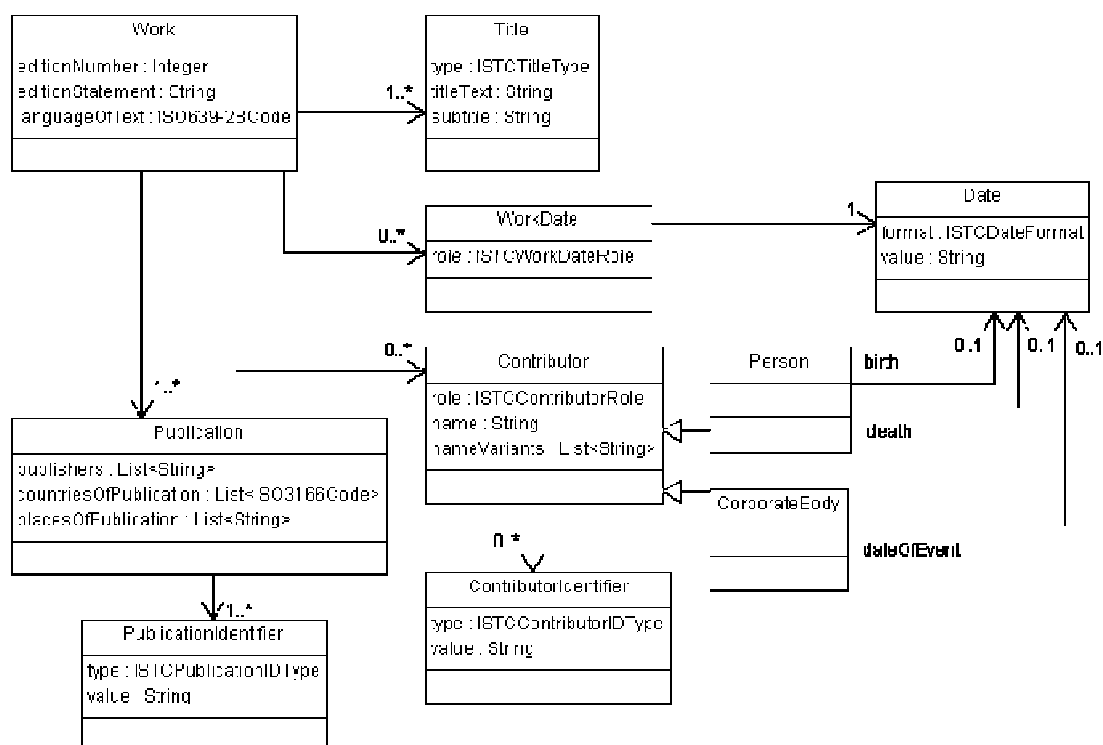 Work
editionNumber : Integer
editionStatement : String
languageOfText : ISO639-2BCode
Title
type : ISTCTitleType
titleText : String
subtitle : String
1..*
WorkDate
role : ISTCWorkDateRole
0..*
1
Date
format : ISTCDateFormat
value : String
0..1
0..1
0..1
0..*
Contributor
role : ISTCContributorRole
name : String
nameVariants : List<String>
Person
birth
death
CorporateBody
dateOfEvent
1..*
Publication
publishers : List<String>
countriesOfPublication : List<ISO3166Code>
placesOfPublication : List<String>
0..*
ContributorIdentifier
type : ISTCContributorIDType
value : String
1..*
PublicationIdentifier
type : ISTCPublicationIDType
value : String